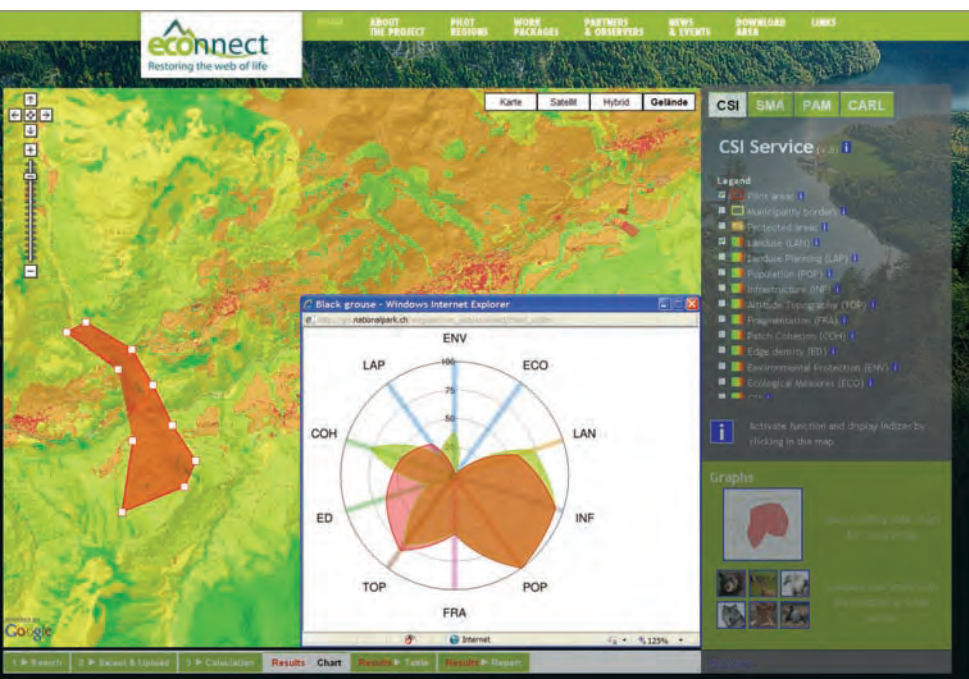 econnect
Restoring the web of life
HOME
ABOUT
THE PROJECT
PILOT
REGIONS
WORK
PACKAGES
PARTNERS
& OBSERVERS
NEWS
& EVENTS
DOWNLOAD
AREA
LINKS
Karte
Satellit
Hybrid
Gelände
CSI
SMA
PAM
CARL
CSI Service
Legend
Pilot areas
Municipality borders
Protected areas
Landuse (LAN)
Landuse Planning (LAP)
Population (POP)
Infrastructure (INF)
Altitude Topography (TOP)
Fragmentation (FRA)
Patch Cohesion (COH)
Edge density (ED)
Environmental Protection (ENV)
Ecological Measures (ECO)
Activate function and display indizes by
clicking in the map.
Graphs
Black grouse - Windows Internet Explorer
nationalpark.ch
ENV
LAP
ECO
100
75
50
COH
LAN
ED
INF
TOP
POP
FRA
Internet
125%
Google
1 Search
2 Select & Upload
3 Calculation
Results Chart
Results Table
Results Report